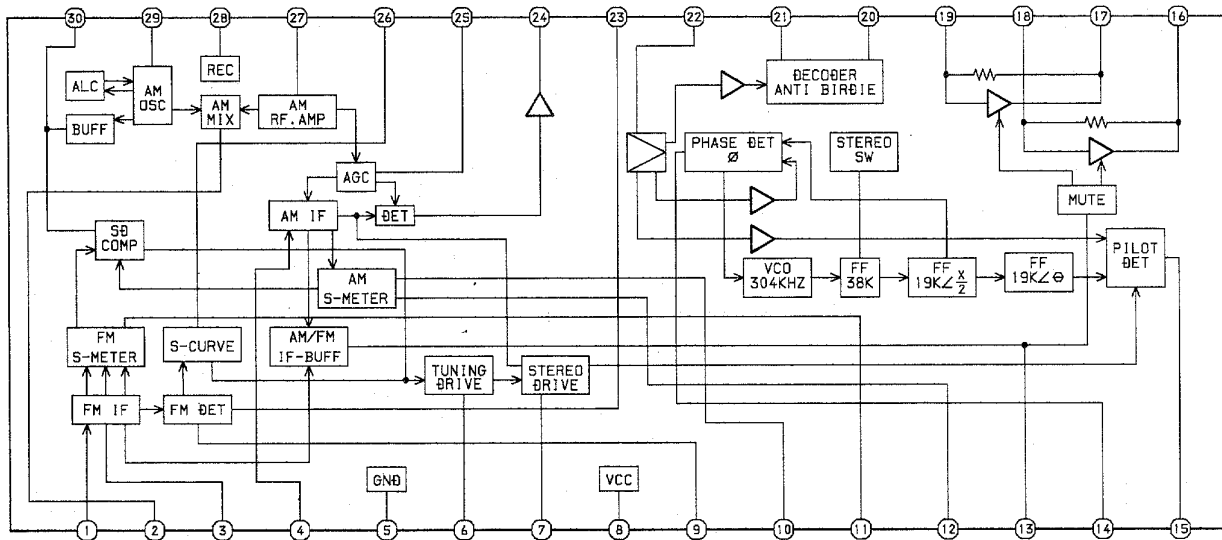 30 29 28 27 26 25 24 23 22 21 20 19 18 17 16
ALC
AM
OSC
REC
BUFF
AM
MIX
AM
RF.AMP
AGC
AM IF
DET
SD
COMP
AM
S-METER
FM
S-METER
S-CURVE
AM/FM
IF-BUFF
FM IF
FM DET
TUNING
DRIVE
STEREO
DRIVE
GND
VCC
DECODER
ANTI BIRDIE
PHASE DET
Ø
STEREO
SW
MUTE
VCO
304KHZ
FF
38K
FF
19K∠X/2
FF
19K∠Θ
PILOT
DET
1 2 3 4 5 6 7 8 9 10 11 12 13 14 15